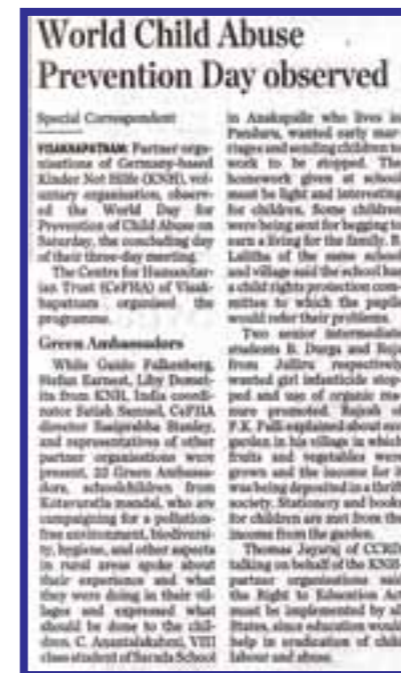 World Child Abuse
Prevention Day observed
Special Correspondent
VISAKHAPATNAM: Partner orga-
nisations of Germany-based
Kinder Not Hilfe (KNH), vol-
untary organisation, observ-
ed the World Day for
Prevention of Child Abuse on
Saturday, the concluding day
of their three-day meeting.
The Centre for Humanitar-
ian Trust (CeFHA) of Visak-
hapatnam organised the
programme.
Green Ambassadors
While Guido Falkenberg,
Stefan Earnest, Liby
from KNH, India coordi-
nator Satish Samuel, CeFHA
director Stanley,
and representatives of other
partner organisations were
present, 25 Green Ambassa-
dors, schoolchildren from
Kotavuratla mandal, who are
campaigning for a pollution-
free environment, biodiversi-
ty, hygiene, and other aspects
in rural areas spoke about
their experience and what
they were doing in their vil-
lages and expressed what
should be done to the chil-
dren. C. Anantalakshmi, VIII
class student of Sarada School
in Anakapalle who lives in
Penduru, wanted early mar-
riages and sending children to
work to be stopped. The
homework given at school
must be light and interesting
for children. Some children
were being sent for begging to
earn a living for the family. B.
Lalitha of the same school
and village said the school has
a child rights protection com-
mittee to which the pupils
would refer their problems.
Two senior intermediate
students B. Durga and Roja
from respectively
wanted girl infanticide stop-
ped and use of organic ma-
nure promoted. Rajesh of
P.K. Palli explained about eco
garden in his village in which
fruits and vegetables were
grown and the income for it
was being deposited in a thrift
society. Stationery and books
for children are met from the
income from the garden.
Thomas Jayaraj of CCRD
talking on behalf of the KNH
partner organisations said
the Right to Education Act
must be implemented by all
States, since education would
help in eradication of child
labour and abuse.